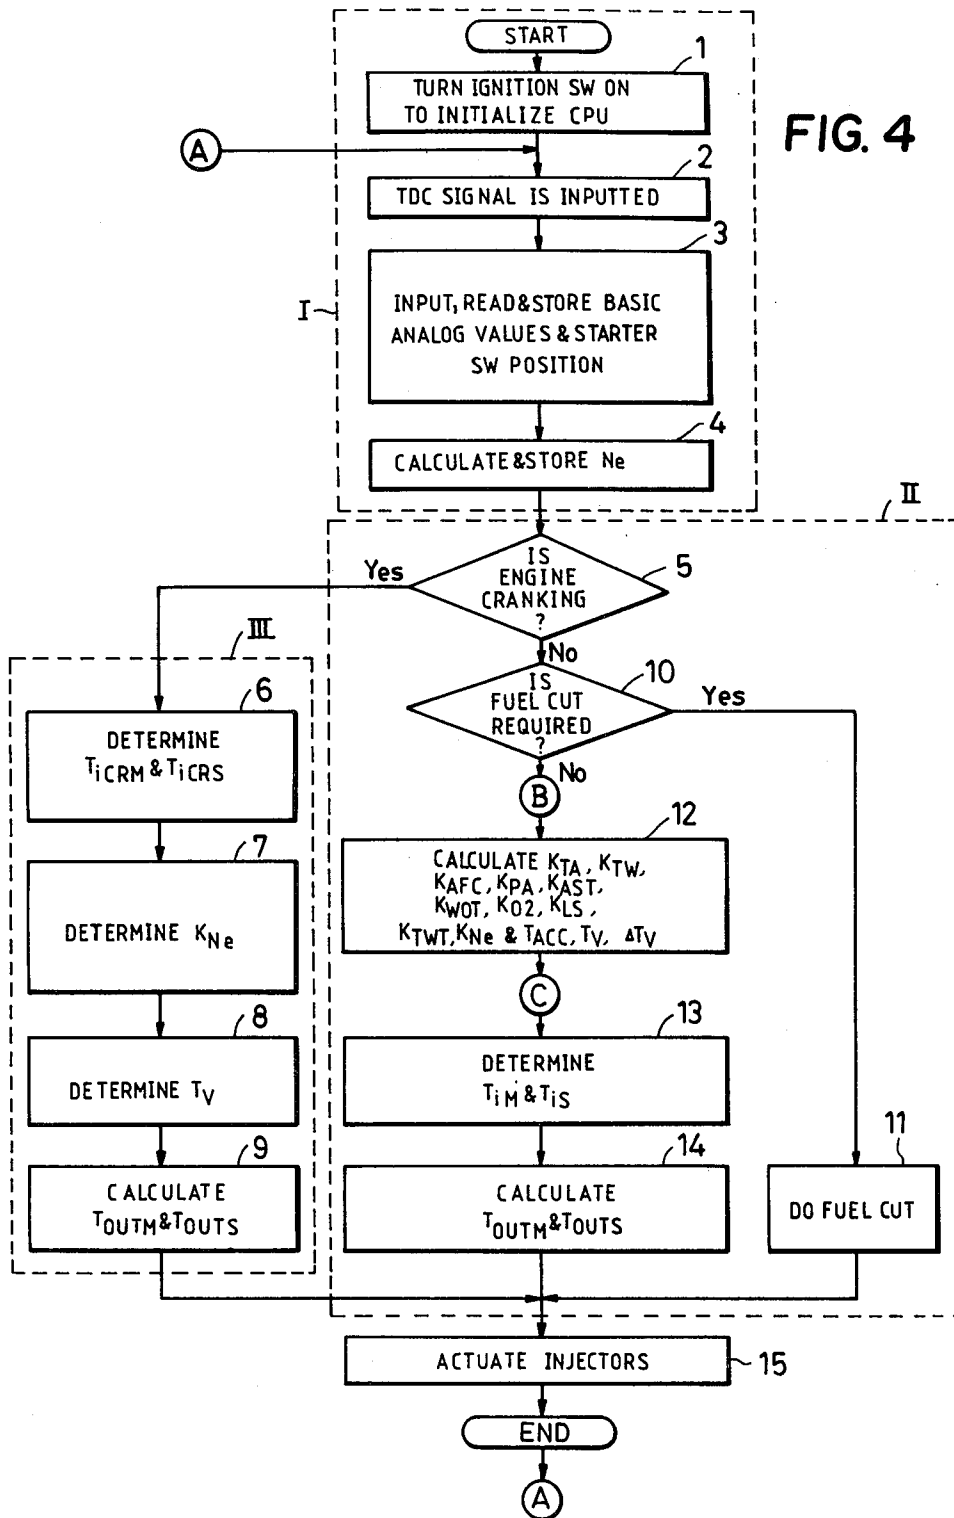 START
1
TURN IGNITION SW ON
TO INITIALIZE CPU
FIG. 4
A
2
TDC SIGNAL IS INPUTTED
3
INPUT, READ & STORE BASIC
ANALOG VALUES & STARTER
SW POSITION
I
4
CALCULATE & STORE Ne
II
IS
ENGINE
CRANKING
?
5
Yes
No
III
IS
FUEL CUT
REQUIRED
?
10
Yes
No
6
DETERMINE
TiCRM & TiCRS
B
12
CALCULATE KTA, KTW,
KAFC, KPA, KAST,
KWOT, KO2, KLS,
KTWT, KNe & TACC, TV, ΔTV
7
DETERMINE KNe
C
8
DETERMINE TV
13
DETERMINE
TiM & TiS
9
CALCULATE
TOUTM & TOUTS
14
CALCULATE
TOUTM & TOUTS
11
DO FUEL CUT
ACTUATE INJECTORS
15
END
A